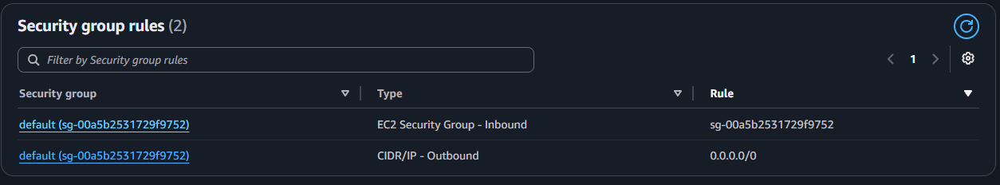 Security group rules (2)
Filter by Security group rules
1
Security group Type Rule
default (sg-00a5b2531729f9752) EC2 Security Group - Inbound sg-00a5b2531729f9752
default (sg-00a5b2531729f9752) CIDR/IP - Outbound 0.0.0.0/0